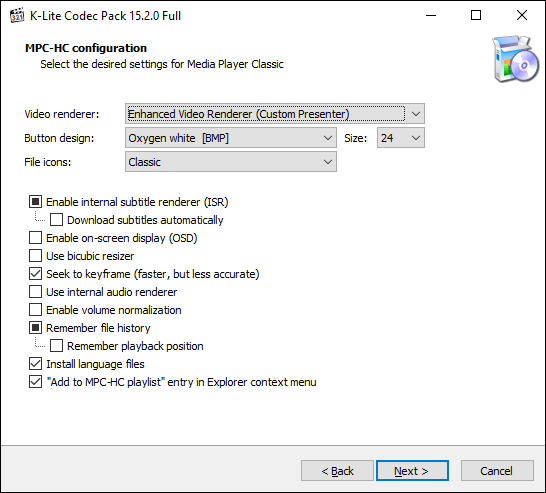 K-Lite Codec Pack 15.2.0 Full
MPC-HC configuration
Select the desired settings for Media Player Classic
Video renderer: Enhanced Video Renderer (Custom Presenter)
Button design: Oxygen white [BMP] Size: 24
File icons: Classic
Enable internal subtitle renderer (ISR)
Download subtitles automatically
Enable on-screen display (OSD)
Use bicubic resizer
Seek to keyframe (faster, but less accurate)
Use internal audio renderer
Enable volume normalization
Remember file history
Remember playback position
Install language files
"Add to MPC-HC playlist" entry in Explorer context menu
< Back Next > Cancel